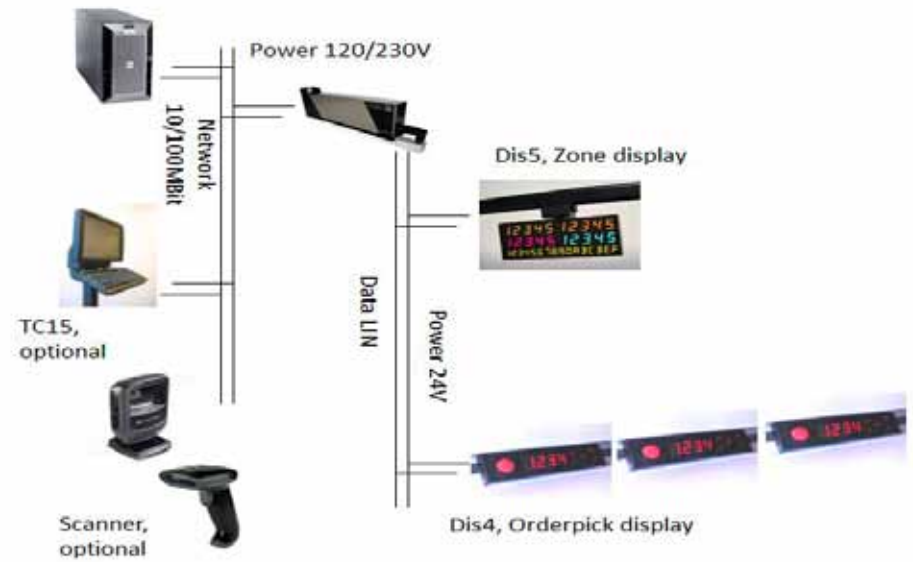 Power 120/230V
Network
10/100MBit
Dis5, Zone display
12345 12345
12345 12345
Data LIN
Power 24V
TC15,
optional
1234
1234
1234
Scanner,
optional
Dis4, Orderpick display